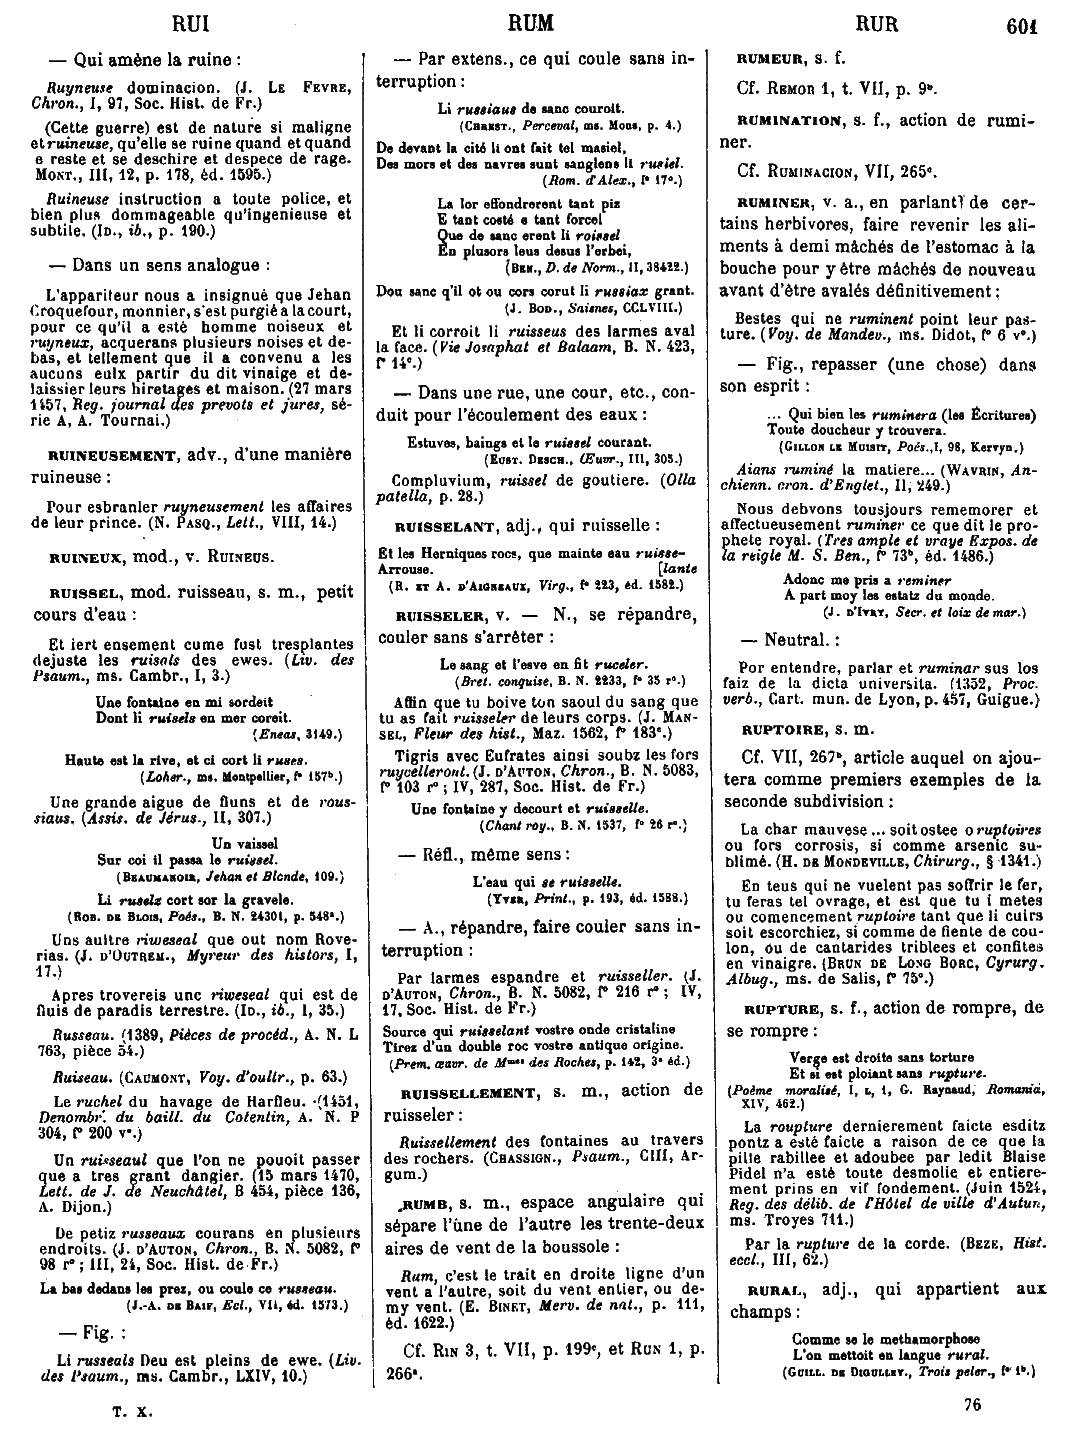 RUI
RUM
RUR
601
— Qui amène la ruine :
Ruyneuse dominacion. (J. LE FEVRE,
Chron., I, 97, Soc. Hist. de Fr.)
(Cette guerre) est de nature si maligne
et ruineuse, qu'elle se ruine quand et quand
e reste et se deschire et despece de rage.
MONT., III, 12, p. 178, éd. 1595.)
Ruineuse instruction a toute police, et
bien plus dommageable qu'ingenieuse et
subtile. (ID., ib., p. 190.)
— Dans un sens analogue :
L'appariteur nous a insignué que Jehan
Croquefour, monnier, s'est purgié a la court,
pour ce qu'il a esté homme noiseux et
ruyneux, acquerans plusieurs noises et de-
bas, et tellement que il a convenu a les
aucuns eulx partir du dit vinaige et de-
laissier leurs hiretages et maison. (27 mars
1457, Reg. journal des prevots et jures, sé-
rie A, A. Tournai.)
RUINEUSEMENT, adv., d'une manière
ruineuse :
Pour esbranler ruyneusement les affaires
de leur prince. (N. PASQ., Lett., VIII, 14.)
RUINEUX, mod., v. RUINEUS.
RUISSEL, mod. ruisseau, s. m., petit
cours d'eau :
Et iert ensement cume fust tresplantes
dejuste les ruisals des ewes. (Liv. des
Psaum., ms. Cambr., I, 3.)
Une fontaine en mi sordeit
Dont li ruisels en mer coreit.
(Eneas, 3149.)
Haute est la rive, et ci cort li ruses.
(Loher., ms. Montpellier, f° 157ᵇ.)
Une grande aigue de fluns et de rous-
siaus. (Assis. de Jérus., II, 307.)
Un vaissel
Sur coi il passa le ruissel.
(BEAUMANOIR, Jehan et Blonde, 109.)
Li ruselz cort sor la gravele.
(ROB. DE BLOIS, Poés., B. N. 24301, p. 548ᵃ.)
Uns aultre riweseal que out nom Rove-
rias. (J. D'OUTREM., Myreur des histors, I,
17.)
Apres trovereis unc riweseal qui est de
fluis de paradis terrestre. (ID., ib., I, 35.)
Russeau. (1389, Pièces de procéd., A. N. L
763, pièce 54.)
Ruiseau. (CAUMONT, Voy. d'oultr., p. 63.)
Le ruchel du havage de Harfleu. (1451,
Denombr. du baill. du Cotentin, A. N. P
304, f° 200 v°.)
Un ruisseaul que l'on ne pouoit passer
que a tres grant dangier. (15 mars 1470,
Lett. de J. de Neuchâtel, B 454, pièce 136,
A. Dijon.)
De petiz russeaux courans en plusieurs
endroits. (J. D'AUTON, Chron., B. N. 5082, f°
98 r° ; III, 24, Soc. Hist. de Fr.)
La bas dedans les prez, ou coule ce russeau.
(J.-A. DE BAIF, Ecl., VII, éd. 1573.)
— Fig. :
Li russeals Deu est pleins de ewe. (Liv.
des Psaum., ms. Cambr., LXIV, 10.)
T. X.
— Par extens., ce qui coule sans in-
terruption :
Li russiaus de sanc couroit.
(CHREST., Perceval, ms. Mons, p. 4.)
De devant la cité li ont fait tel masiel,
Des mors et des navres sunt sanglens li rusiel.
(Rom. d'Alex., f° 17ᶜ.)
La lor effondrerent tant piz
E tant costé e tant forcel
Que de sanc erent li roissel
En plusors leus desus l'erbei,
(BEN., D. de Norm., II, 38422.)
Dou sanc q'il ot ou cors corut li russiax grant.
(J. BOD., Saisnes, CCLVIII.)
Et li corroit li ruisseus des larmes aval
la face. (Vie Josaphat et Balaam, B. N. 423,
f° 14ᶜ.)
— Dans une rue, une cour, etc., con-
duit pour l'écoulement des eaux :
Estuves, baings et le ruissel courant.
(EUST. DESCH., Œuvr., III, 305.)
Compluvium, ruissel de goutiere. (Olla
patella, p. 28.)
RUISSELANT, adj., qui ruisselle :
Et les Herniques rocs, que mainte eau ruisse-
Arrouse. [lante
(R. ET A. D'AIGNEAUX, Virg., f° 223, éd. 1582.)
RUISSELER, v. — N., se répandre,
couler sans s'arrêter :
Le sang et l'esve en fit ruceler.
(Bret. conquise, B. N. 2233, f° 35 r°.)
Affin que tu boive ton saoul du sang que
tu as fait ruisseler de leurs corps. (J. MAN-
SEL, Fleur des hist., Maz. 1562, f° 183ᶜ.)
Tigris avec Eufrates ainsi soubz les fors
ruycelleront. (J. D'AUTON, Chron., B. N. 5083,
f° 103 r° ; IV, 287, Soc. Hist. de Fr.)
Une fontaine y decourt et ruisselle.
(Chant roy., B. N. 1537, f° 26 r°.)
— Réfl., même sens :
L'eau qui se ruisselle.
(YVER, Print., p. 193, éd. 1588.)
— A., répandre, faire couler sans in-
terruption :
Par larmes espandre et ruisseller. (J.
D'AUTON, Chron., B. N. 5082, f° 216 r° ; IV,
17, Soc. Hist. de Fr.)
Source qui ruisselant vostre onde cristaline
Tirez d'un double roc vostre antique origine.
(Prem. œuvr. de Mᵐᵉˢ des Roches, p. 142, 3ᵉ éd.)
RUISSELLEMENT, s. m., action de
ruisseler :
Ruissellement des fontaines au travers
des rochers. (CHASSIGN., Psaum., CIII, Ar-
gum.)
RUMB, s. m., espace angulaire qui
sépare l'une de l'autre les trente-deux
aires de vent de la boussole :
Rum, c'est le trait en droite ligne d'un
vent a l'autre, soit du vent entier, ou de-
my vent. (E. BINET, Merv. de nat., p. 111,
éd. 1622.)
Cf. RIN 3, t. VII, p. 199ᶜ, et RUN 1, p.
266ᵃ.
RUMEUR, s. f.
Cf. REMOR 1, t. VII, p. 9ᵇ.
RUMINATION, s. f., action de rumi-
ner.
Cf. RUMINACION, VII, 265ᶜ.
RUMINER, v. a., en parlant de cer-
tains herbivores, faire revenir les ali-
ments à demi mâchés de l'estomac à la
bouche pour y être mâchés de nouveau
avant d'être avalés définitivement :
Bestes qui ne ruminent point leur pas-
ture. (Voy. de Mandev., ms. Didot, f° 6 v°.)
— Fig., repasser (une chose) dans
son esprit :
... Qui bien les ruminera (les Écritures)
Toute doucheur y trouvera.
(GILLON LE MUISIT, Poés., I, 98, Kervyn.)
Aians ruminé la matiere... (WAVRIN, An-
chienn. cron. d'Englet., II, 249.)
Nous debvons tousjours rememorer et
affectueusement ruminer ce que dit le pro-
phete royal. (Tres ample et vraye Expos. de
la reigle M. S. Ben., f° 73ᵇ, éd. 1486.)
Adonc me pris a reminer
A part moy les estatz du monde.
(J. D'IVRY, Secr. et loix de mar.)
— Neutral. :
Por entendre, parlar et ruminar sus los
faiz de la dicta universita. (1352, Proc.
verb., Cart. mun. de Lyon, p. 457, Guigue.)
RUPTOIRE, s. m.
Cf. VII, 267ᵇ, article auquel on ajou-
tera comme premiers exemples de la
seconde subdivision :
La char mauvese ... soit ostee o ruptoires
ou fors corrosis, si comme arsenic su-
blimé. (H. DE MONDEVILLE, Chirurg., § 1341.)
En teus qui ne vuelent pas soffrir le fer,
tu feras tel ovrage, et est que tu i metes
ou comencement ruptoire tant que li cuirs
soit escorchiez, si comme de fiente de cou-
lon, ou de cantarides triblees et confites
en vinaigre. (BRUN DE LONG BORC, Cyrurg.
Albug., ms. de Salis, f° 75ᶜ.)
RUPTURE, s. f., action de rompre, de
se rompre :
Verge est droite sans torture
Et si est ploiant sans rupture.
(Poème moralisé, I, L, 1, G. Raynaud, Romania,
XIV, 462.)
La roupture dernierement faicte esditz
pontz a esté faicte a raison de ce que la
pille rabillee et adoubee par ledit Blaise
Pidel n'a esté toute desmolie et entiere-
ment prins en vif fondement. (Juin 1524,
Reg. des délib. de l'Hôtel de ville d'Autun,
ms. Troyes 711.)
Par la rupture de la corde. (BEZE, Hist.
eccl., III, 62.)
RURAL, adj., qui appartient aux
champs :
Comme se le methamorphose
L'on mettoit en langue rural.
(GUILL. DE DIGULLEV., Trois peler., f° 1ᵇ.)
76